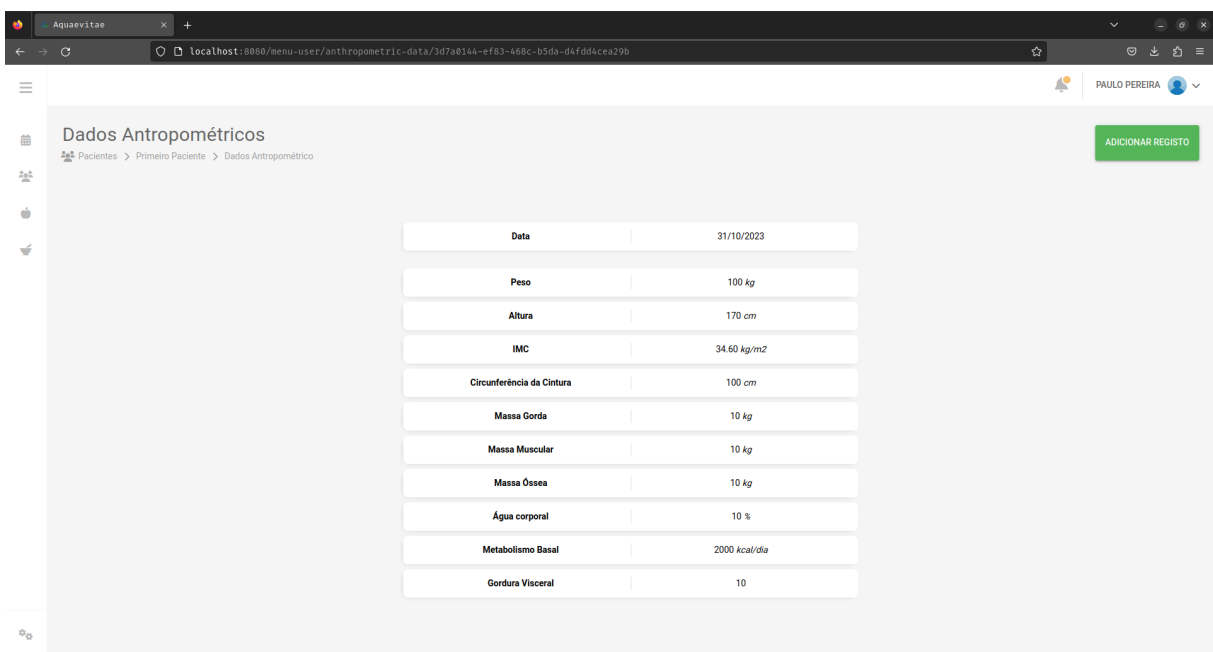 Aquaevitae
localhost:8080/menu-user/anthropometric-data/3d7a0144-ef83-468c-b5da-d4fdd4cea29b
PAULO PEREIRA
Dados Antropométricos
Pacientes > Primeiro Paciente > Dados Antropométrico
ADICIONAR REGISTO
Data 31/10/2023
Peso 100 kg
Altura 170 cm
IMC 34.60 kg/m2
Circunferência da Cintura 100 cm
Massa Gorda 10 kg
Massa Muscular 10 kg
Massa Óssea 10 kg
Água corporal 10 %
Metabolismo Basal 2000 kcal/dia
Gordura Visceral 10